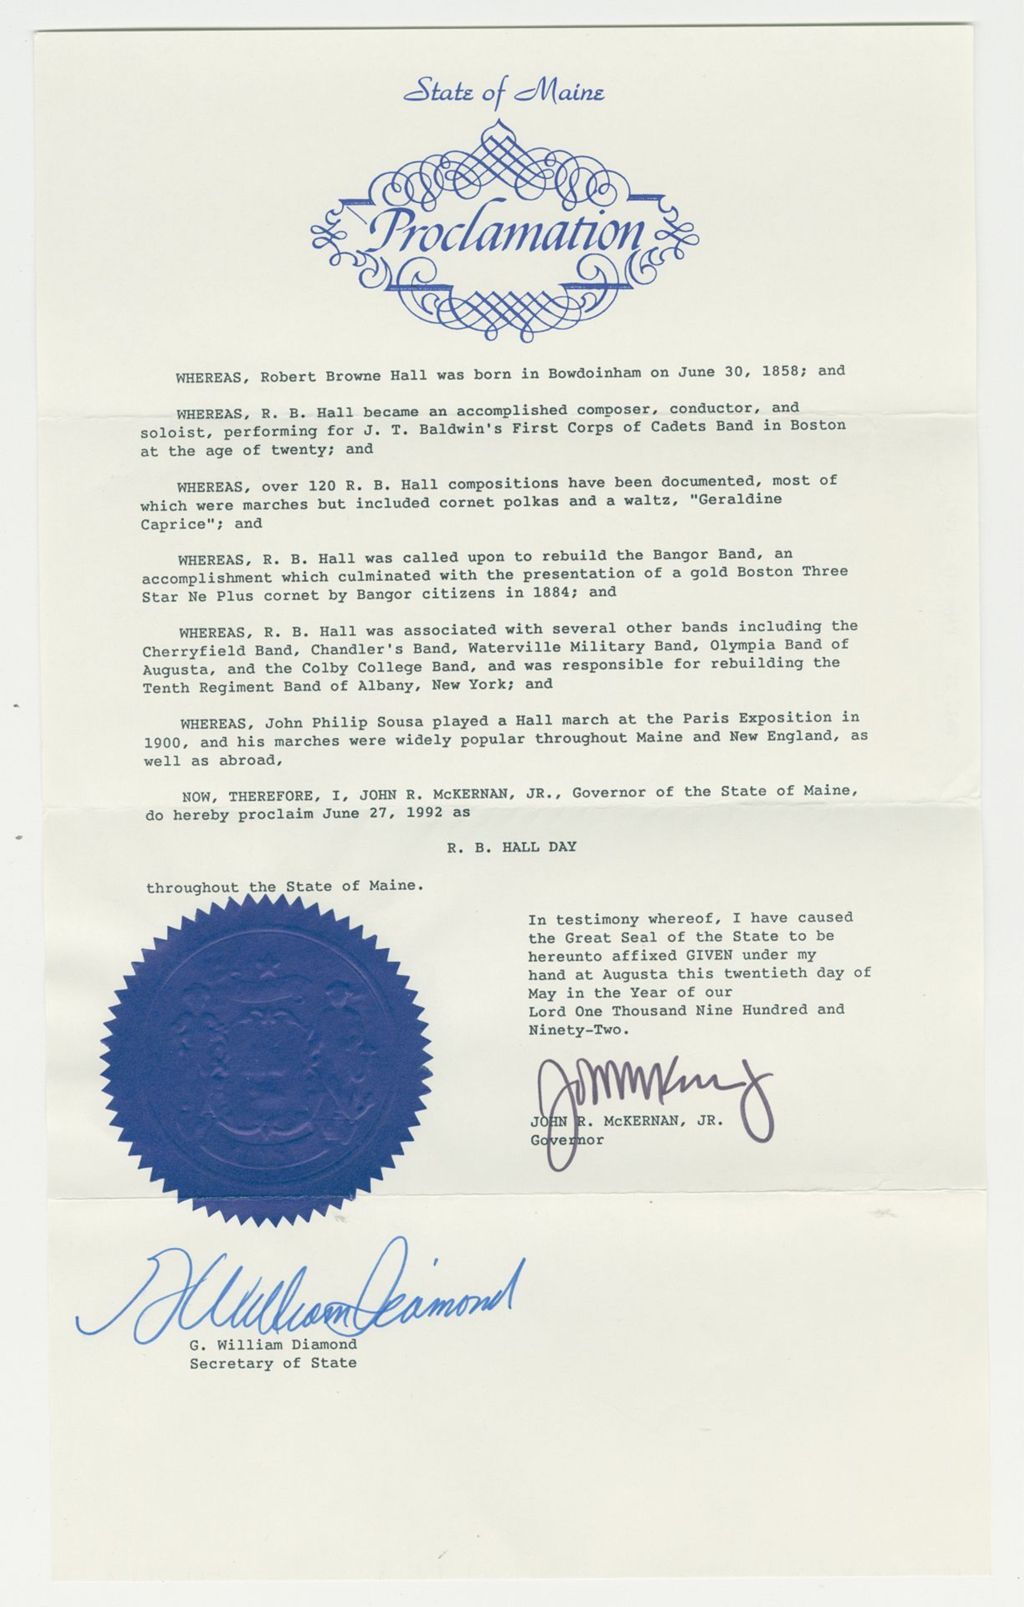 State of Maine
Proclamation
WHEREAS, Robert Browne Hall was born in Bowdoinham on June 30, 1858; and
WHEREAS, R. B. Hall became an accomplished composer, conductor, and
soloist, performing for J. T. Baldwin's First Corps of Cadets Band in Boston
at the age of twenty; and
WHEREAS, over 120 R. B. Hall compositions have been documented, most of
which were marches but included cornet polkas and a waltz, "Geraldine
Caprice"; and
WHEREAS, R. B. Hall was called upon to rebuild the Bangor Band, an
accomplishment which culminated with the presentation of a gold Boston Three
Star Ne Plus cornet by Bangor citizens in 1884; and
WHEREAS, R. B. Hall was associated with several other bands including the
Cherryfield Band, Chandler's Band, Waterville Military Band, Olympia Band of
Augusta, and the Colby College Band, and was responsible for rebuilding the
Tenth Regiment Band of Albany, New York; and
WHEREAS, John Philip Sousa played a Hall march at the Paris Exposition in
1900, and his marches were widely popular throughout Maine and New England, as
well as abroad,
NOW, THEREFORE, I, JOHN R. McKERNAN, JR., Governor of the State of Maine,
do hereby proclaim June 27, 1992 as
R. B. HALL DAY
throughout the State of Maine.
In testimony whereof, I have caused
the Great Seal of the State to be
hereunto affixed GIVEN under my
hand at Augusta this twentieth day of
May in the Year of our
Lord One Thousand Nine Hundred and
Ninety-Two.
JOHN R. McKERNAN, JR.
Governor
G. William Diamond
G. William Diamond
Secretary of State